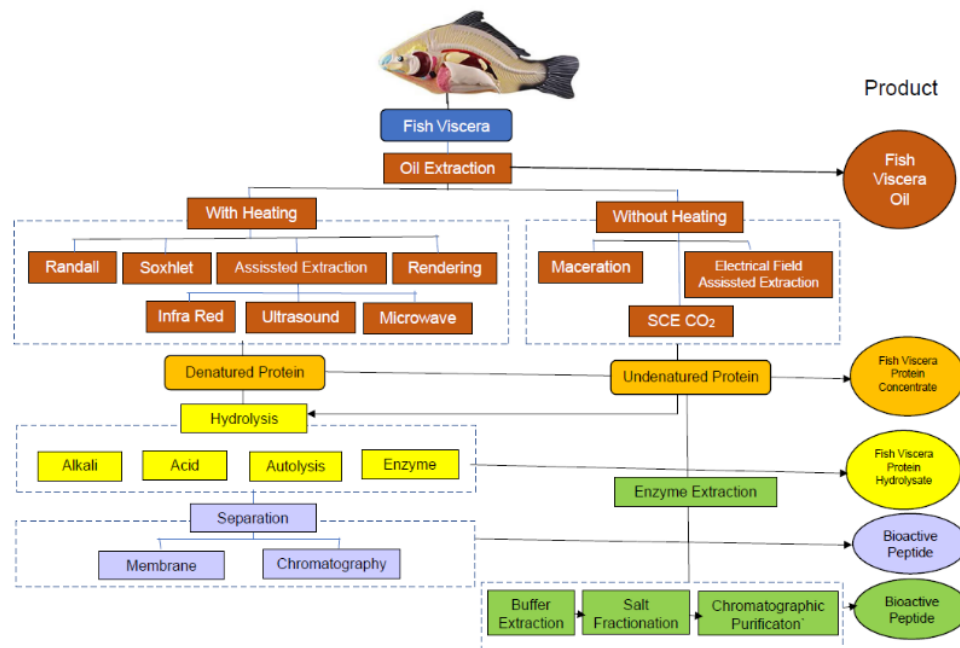 Product
Fish Viscera
Oil Extraction
Fish
Viscera
Oil
With Heating
Without Heating
Randall
Soxhlet
Assissted Extraction
Rendering
Maceration
Electrical Field
Assissted Extraction
Infra Red
Ultrasound
Microwave
SCE CO₂
Denatured Protein
Undenatured Protein
Fish Viscera
Protein
Concentrate
Hydrolysis
Alkali
Acid
Autolysis
Enzyme
Fish Viscera
Protein
Hydrolysate
Enzyme Extraction
Separation
Membrane
Chromatography
Bioactive
Peptide
Buffer
Extraction
Salt
Fractionation
Chromatographic
Purificaton`
Bioactive
Peptide